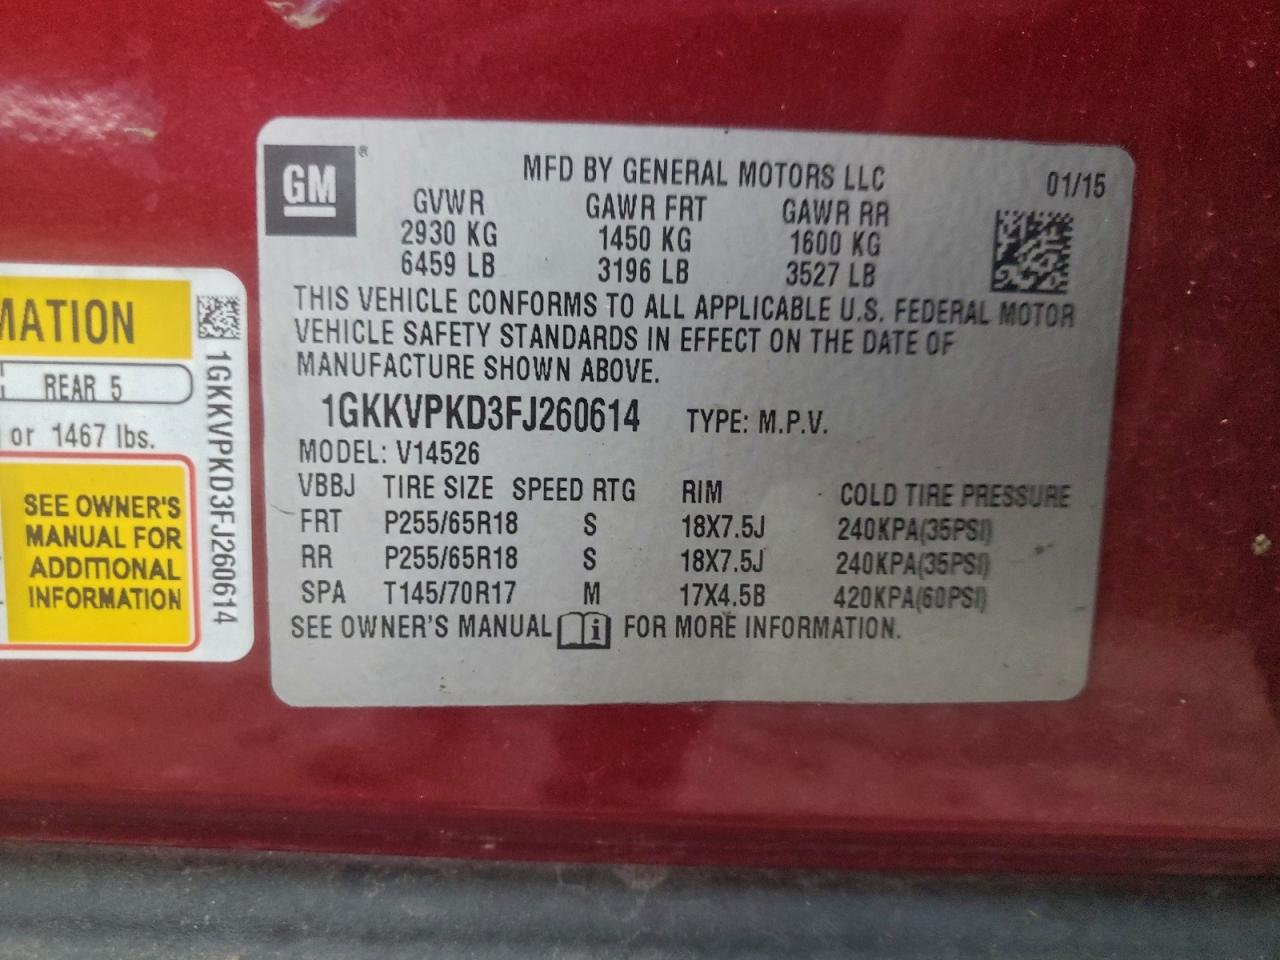 MATION
REAR 5
or 1467 lbs.
SEE OWNER'S
MANUAL FOR
ADDITIONAL
INFORMATION
1GKKVPKD3FJ260614
GM®
MFD BY GENERAL MOTORS LLC 01/15
GVWR GAWR FRT GAWR RR
2930 KG 1450 KG 1600 KG
6459 LB 3196 LB 3527 LB
THIS VEHICLE CONFORMS TO ALL APPLICABLE U.S. FEDERAL MOTOR
VEHICLE SAFETY STANDARDS IN EFFECT ON THE DATE OF
MANUFACTURE SHOWN ABOVE.
1GKKVPKD3FJ260614 TYPE: M.P.V.
MODEL: V14526
VBBJ TIRE SIZE SPEED RTG RIM COLD TIRE PRESSURE
FRT P255/65R18 S 18X7.5J 240KPA(35PSI)
RR P255/65R18 S 18X7.5J 240KPA(35PSI)
SPA T145/70R17 M 17X4.5B 420KPA(60PSI)
SEE OWNER'S MANUAL i FOR MORE INFORMATION.